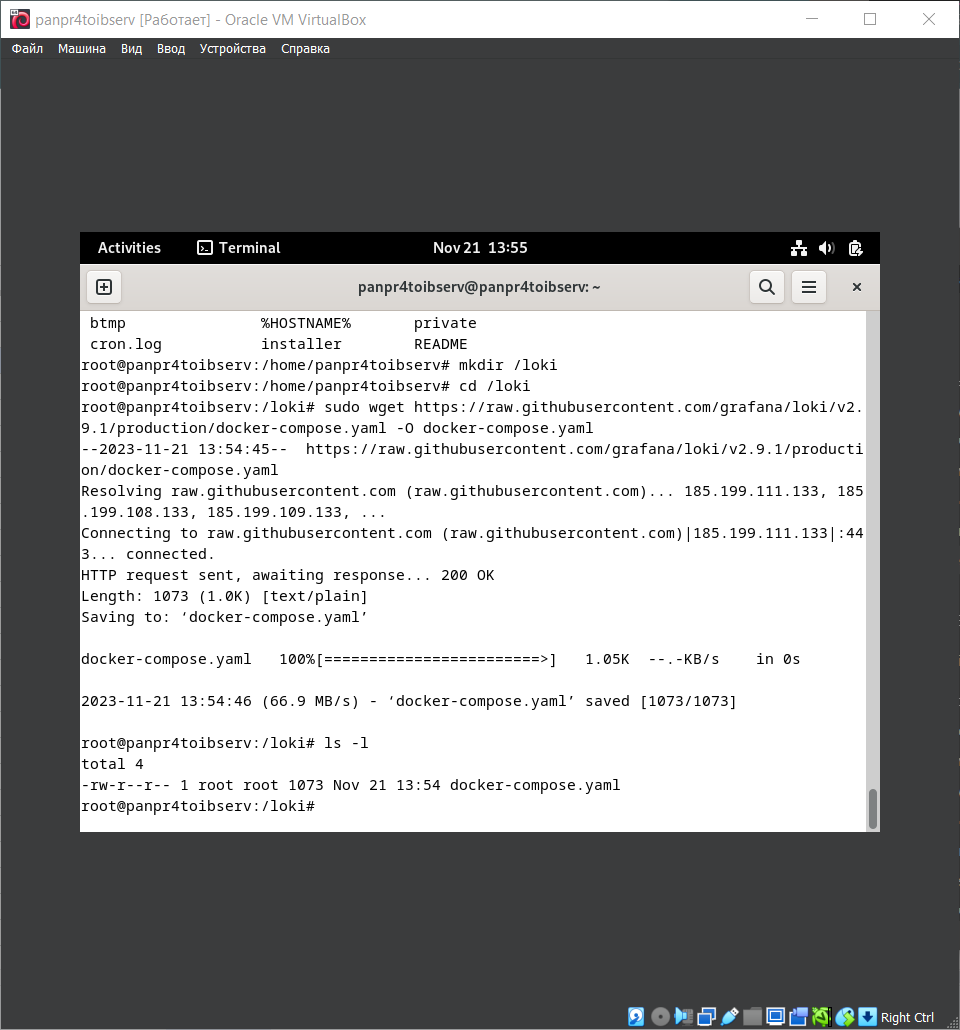 panpr4toibserv [Работает] - Oracle VM VirtualBox
Файл Машина Вид Ввод Устройства Справка
Activities Terminal Nov 21 13:55
panpr4toibserv@panpr4toibserv: ~
btmp %HOSTNAME% private
cron.log installer README
root@panpr4toibserv:/home/panpr4toibserv# mkdir /loki
root@panpr4toibserv:/home/panpr4toibserv# cd /loki
root@panpr4toibserv:/loki# sudo wget https://raw.githubusercontent.com/grafana/loki/v2.
9.1/production/docker-compose.yaml -O docker-compose.yaml
--2023-11-21 13:54:45--  https://raw.githubusercontent.com/grafana/loki/v2.9.1/producti
on/docker-compose.yaml
Resolving raw.githubusercontent.com (raw.githubusercontent.com)... 185.199.111.133, 185
.199.108.133, 185.199.109.133, ...
Connecting to raw.githubusercontent.com (raw.githubusercontent.com)|185.199.111.133|:44
3... connected.
HTTP request sent, awaiting response... 200 OK
Length: 1073 (1.0K) [text/plain]
Saving to: ‘docker-compose.yaml’
docker-compose.yaml   100%[========================>]   1.05K  --.-KB/s    in 0s
2023-11-21 13:54:46 (66.9 MB/s) - ‘docker-compose.yaml’ saved [1073/1073]
root@panpr4toibserv:/loki# ls -l
total 4
-rw-r--r-- 1 root root 1073 Nov 21 13:54 docker-compose.yaml
root@panpr4toibserv:/loki#
Right Ctrl